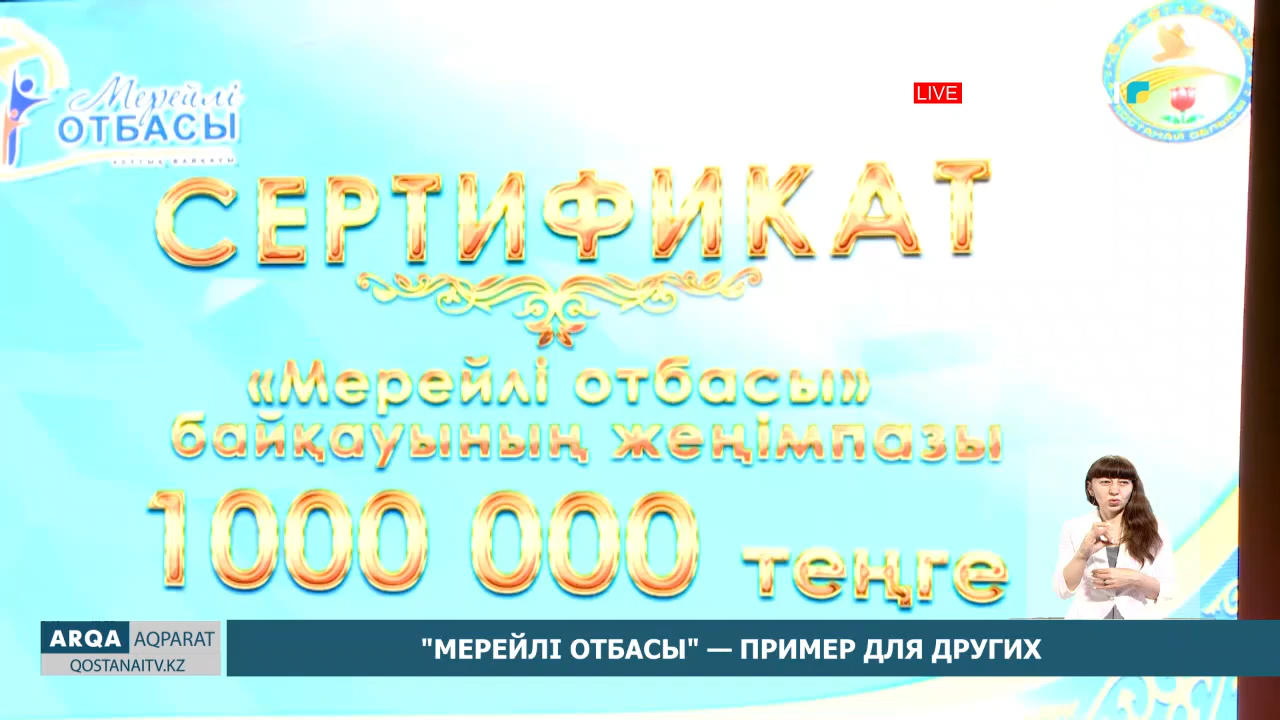 Мерейлі
ОТБАСЫ
LIVE
СЕРТИФИКАТ
«Мерейлі отбасы»
байқауының жеңімпазы
1000 000 теңге
ARQA AQPARAT
QOSTANAITV.KZ
"МЕРЕЙЛІ ОТБАСЫ" — ПРИМЕР ДЛЯ ДРУГИХ